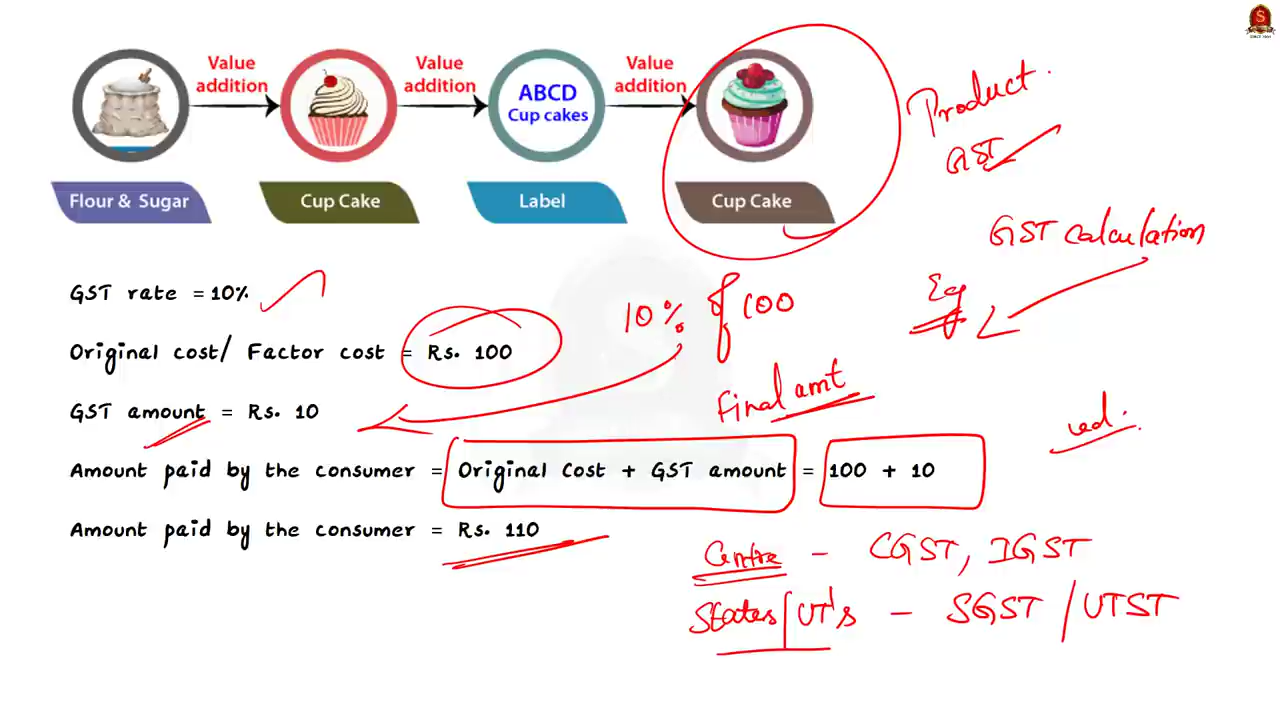 Value addition
Value addition
Value addition
ABCD
Cup cakes
Flour & Sugar
Cup Cake
Label
Cup Cake
Product.
GST
GST calculation
Eg
GST rate = 10%
10% of 100
Original cost/ Factor cost = Rs. 100
Final amt
GST amount = Rs. 10
Amount paid by the consumer = Original Cost + GST amount = 100 + 10
Amount paid by the consumer = Rs. 110
Centre - CGST, IGST
States/UT's - SGST / UTST